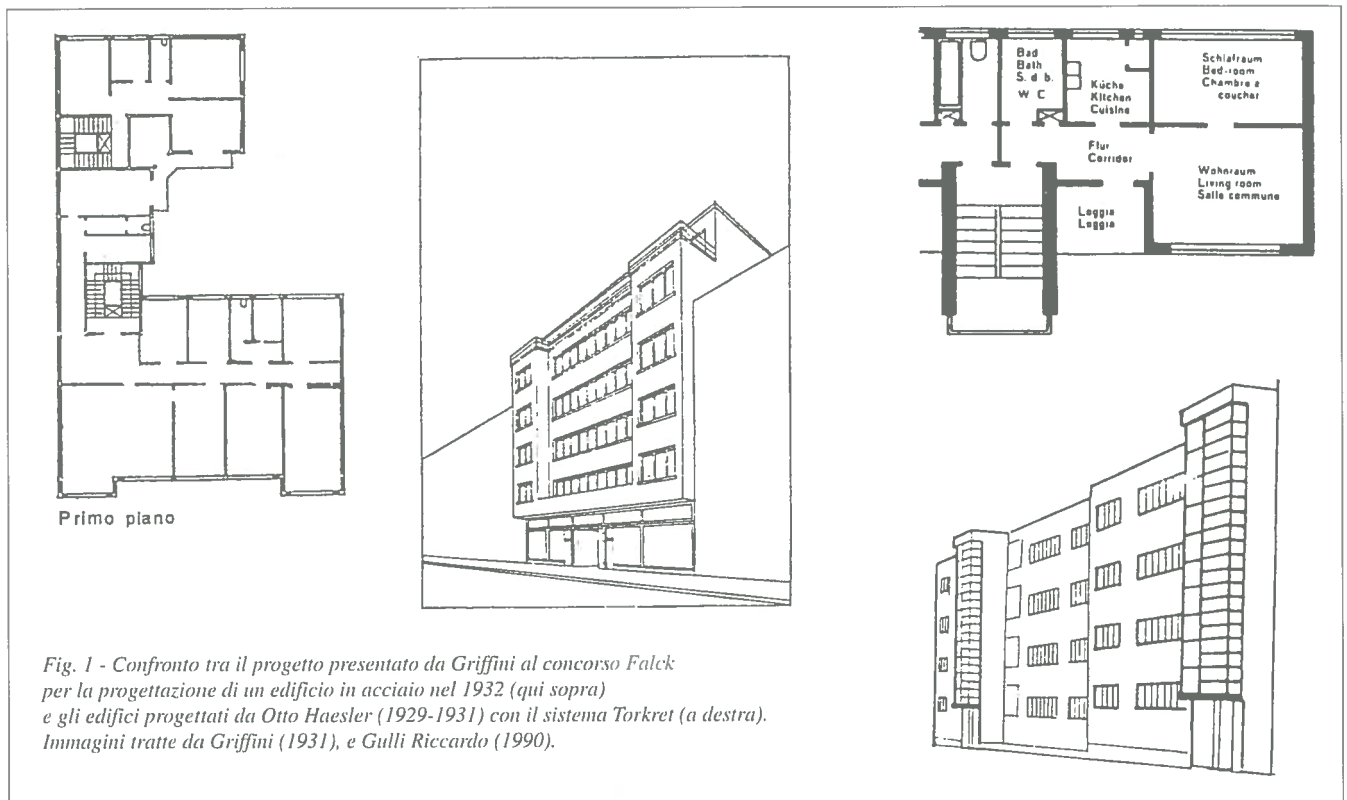 Bad
Bath
S. d b.
W C
Küche
Kitchen
Cuisine
Schlafraum
Bed-room
Chambre a
coucher
Flur
Corridor
Wohnraum
Living room
Salle commune
Loggia
Loggia
Primo piano
Fig. 1 - Confronto tra il progetto presentato da Griffini al concorso Falck
per la progettazione di un edificio in acciaio nel 1932 (qui sopra)
e gli edifici progettati da Otto Haesler (1929-1931) con il sistema Torkret (a destra).
Immagini tratte da Griffini (1931), e Gulli Riccardo (1990).